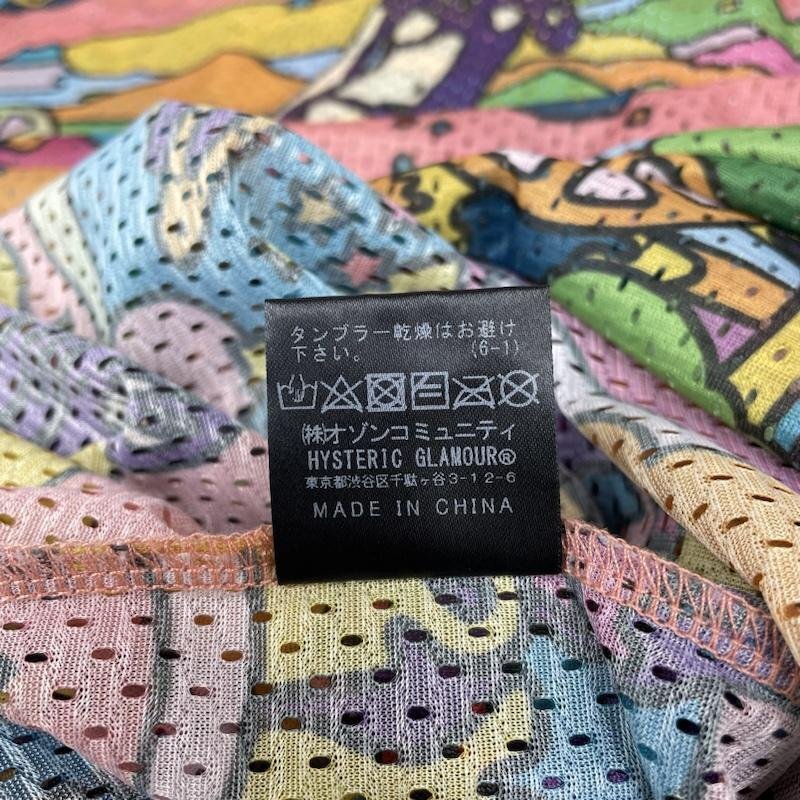 タンブラー乾燥はお避け
下さい。 (6-1)
㈱オゾンコミュニティ
HYSTERIC GLAMOUR®
東京都渋谷区千駄ヶ谷3-12-6
MADE IN CHINA